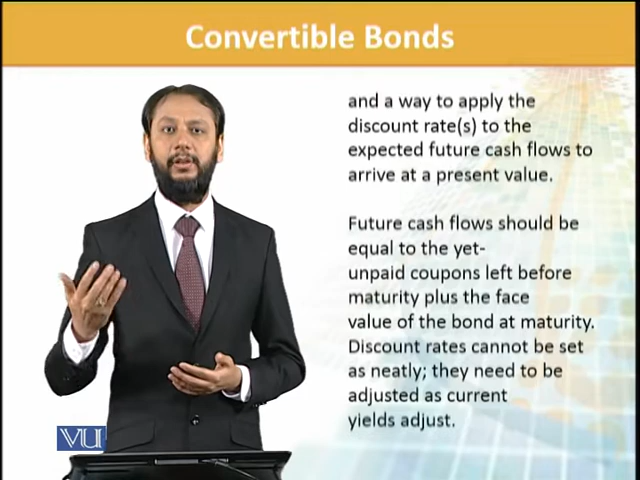 Convertible Bonds
and a way to apply the
discount rate(s) to the
expected future cash flows to
arrive at a present value.
Future cash flows should be
equal to the yet-
unpaid coupons left before
maturity plus the face
value of the bond at maturity.
Discount rates cannot be set
as neatly; they need to be
adjusted as current
yields adjust.
VU